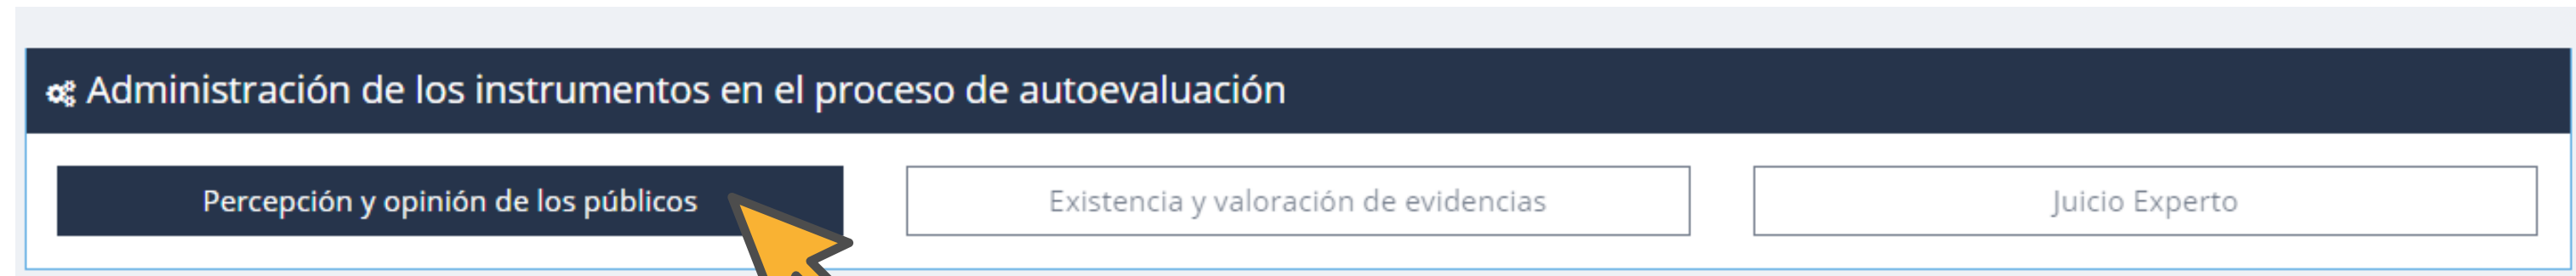 Administración de los instrumentos en el proceso de autoevaluación
Percepción y opinión de los públicos
Existencia y valoración de evidencias
Juicio Experto